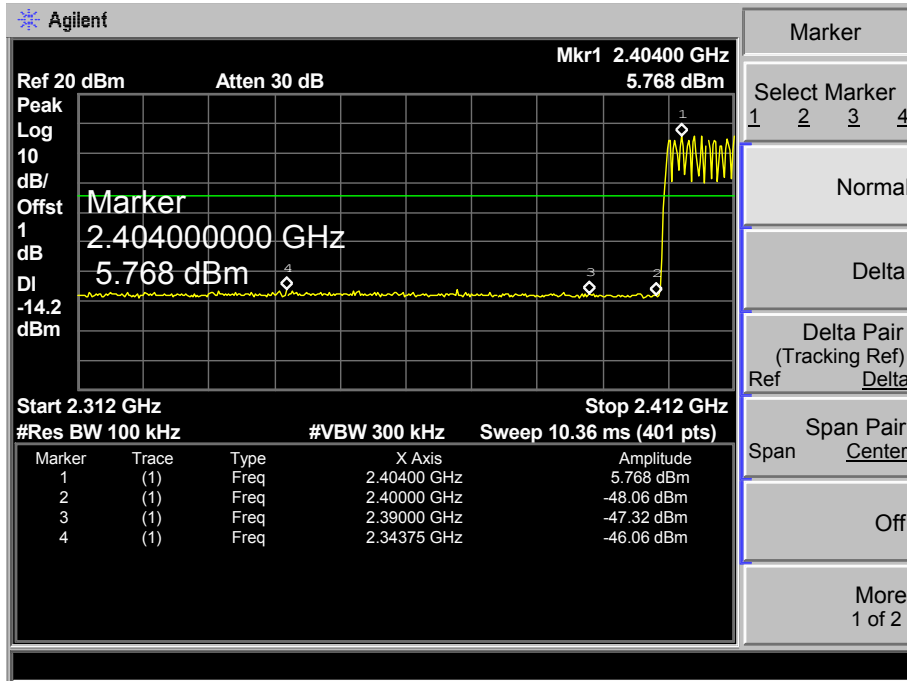 Agilent
Mkr1 2.40400 GHz
Ref 20 dBm Atten 30 dB 5.768 dBm
Peak
Log
10
dB/
Offst
1
dB
DI
-14.2
dBm
1
Marker
2.404000000 GHz
5.768 dBm
4
3
2
Start 2.312 GHz Stop 2.412 GHz
#Res BW 100 kHz #VBW 300 kHz Sweep 10.36 ms (401 pts)
Marker Trace Type X Axis Amplitude
1 (1) Freq 2.40400 GHz 5.768 dBm
2 (1) Freq 2.40000 GHz -48.06 dBm
3 (1) Freq 2.39000 GHz -47.32 dBm
4 (1) Freq 2.34375 GHz -46.06 dBm
Marker
Select Marker
1 2 3 4
Normal
Delta
Delta Pair
(Tracking Ref)
Ref Delta
Span Pair
Span Center
Off
More
1 of 2